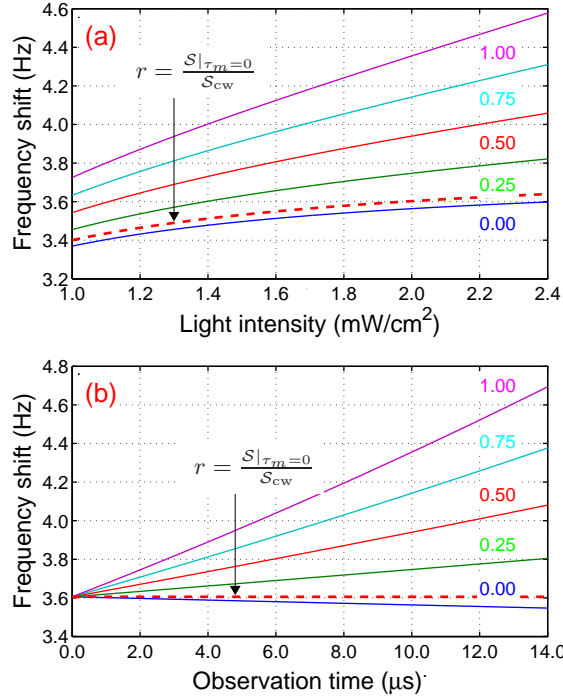 4.6
(a)
4.4
1.00
r = S|τm=0 / Scw
4.2
0.75
4.0
0.50
3.8
0.25
3.6
0.00
3.4
3.2
1.0 1.2 1.4 1.6 1.8 2.0 2.2 2.4
Light intensity (mW/cm²)
Frequency shift (Hz)
4.8
(b)
1.00
4.6
0.75
4.4
r = S|τm=0 / Scw
4.2
0.50
4.0
0.25
3.8
0.00
3.6
3.4
0.0 2.0 4.0 6.0 8.0 10.0 12.0 14.0
Observation time (µs)
Frequency shift (Hz)